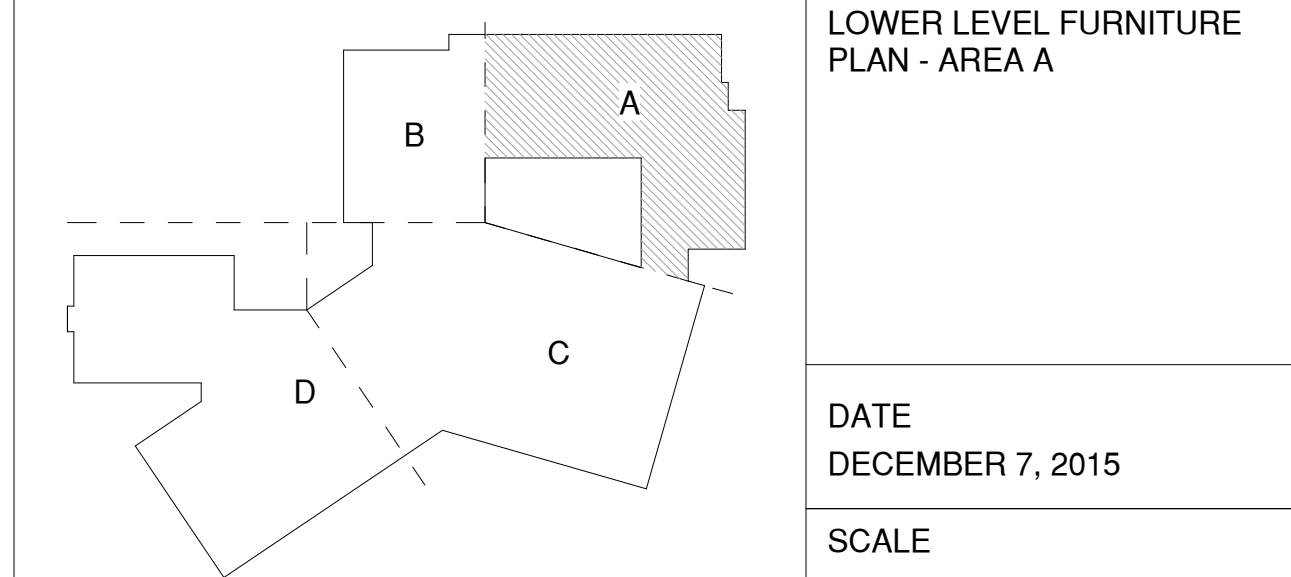 A
B
C
D
LOWER LEVEL FURNITURE
PLAN - AREA A
DATE
DECEMBER 7, 2015
SCALE